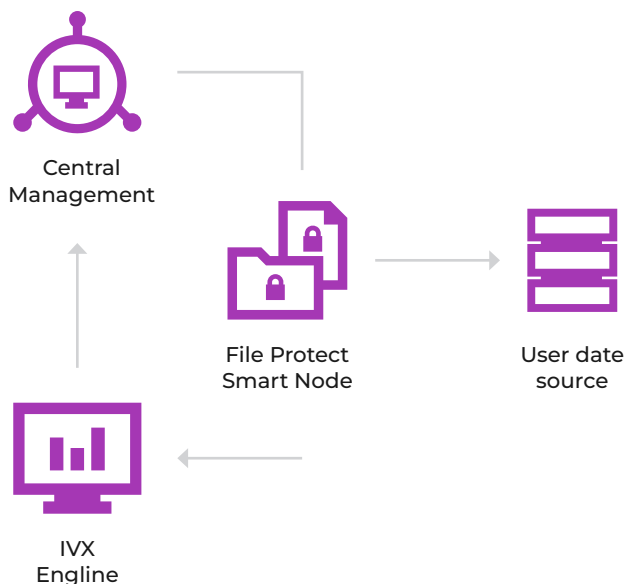 Central
Management
File Protect
Smart Node
User date
source
IVX
Engline